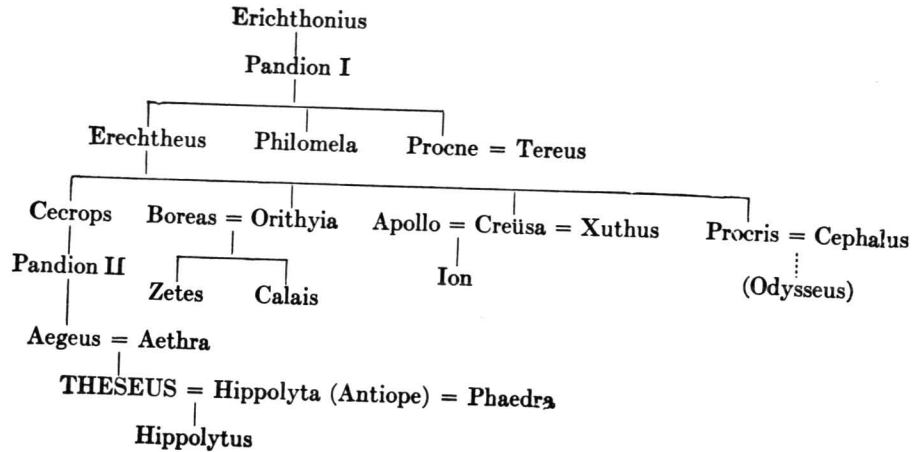 Erichthonius
Pandion I
Erechtheus Philomela Procne = Tereus
Cecrops Boreas = Orithyia Apollo = Creüsa = Xuthus Procris = Cephalus
Pandion II Zetes Calais Ion (Odysseus)
Aegeus = Aethra
THESEUS = Hippolyta (Antiope) = Phaedra
Hippolytus